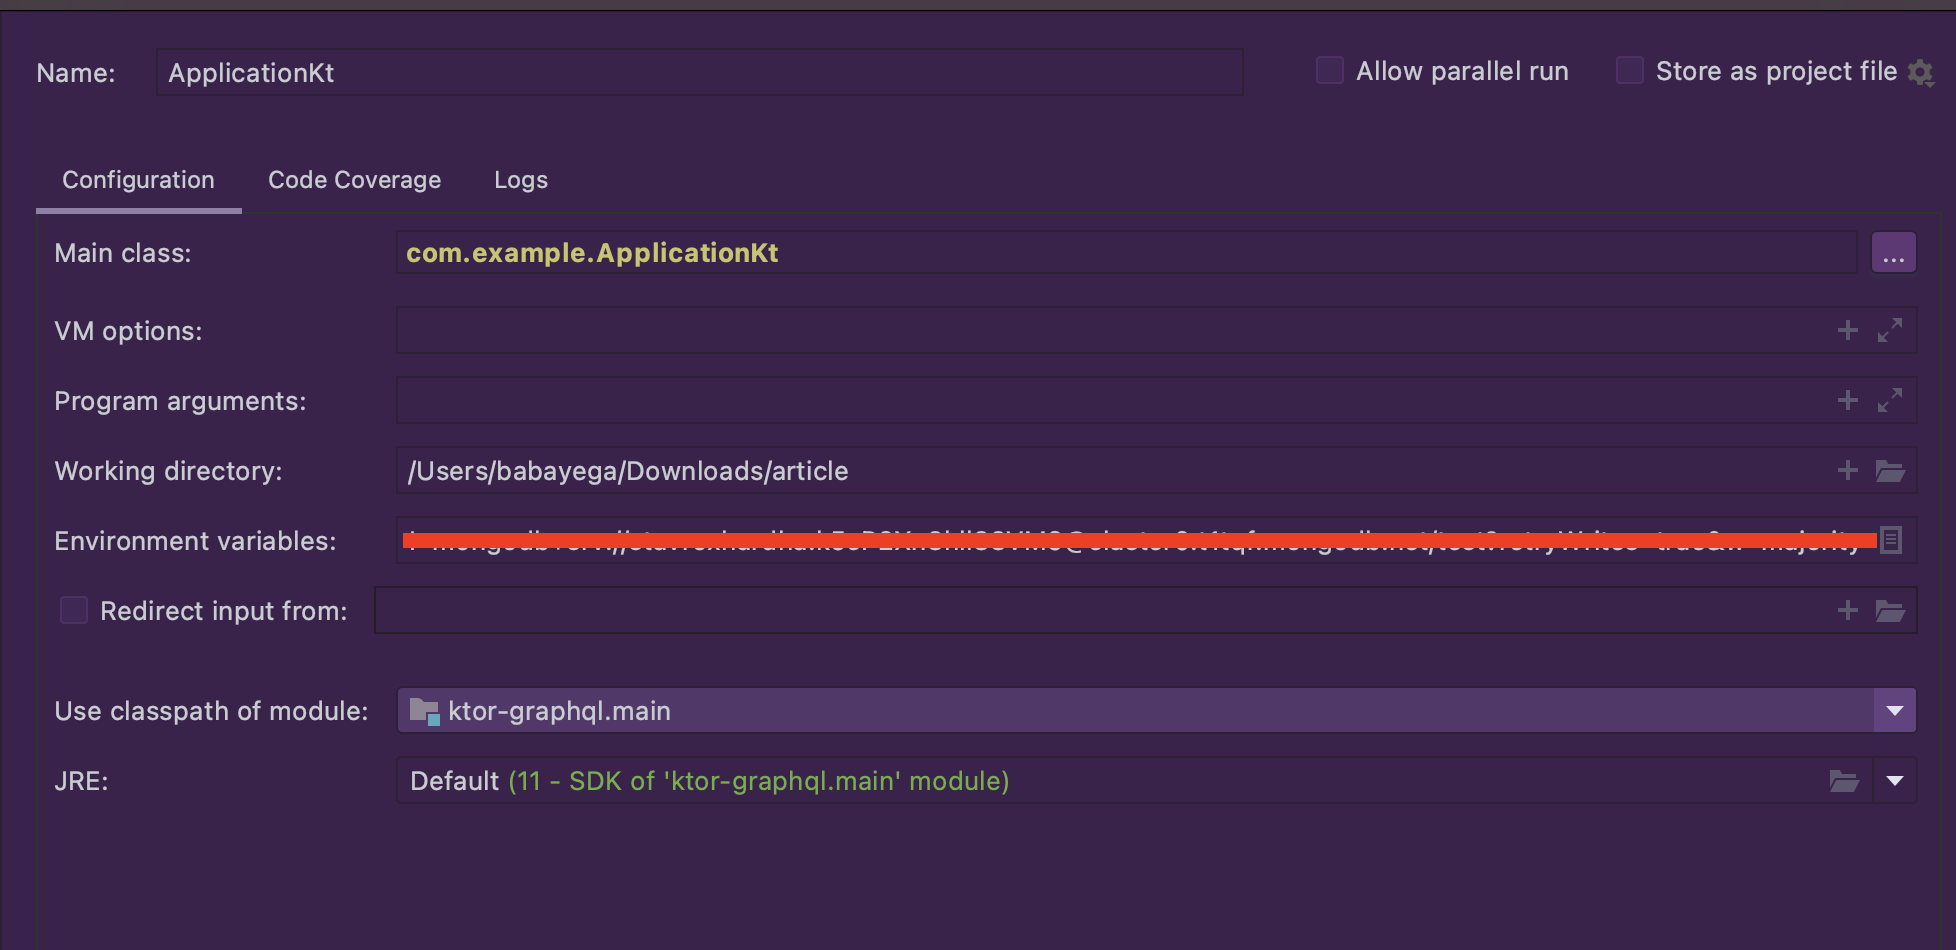 Name: ApplicationKt
Allow parallel run
Store as project file
Configuration Code Coverage Logs
Main class: com.example.ApplicationKt ...
VM options:
Program arguments:
Working directory: /Users/babayega/Downloads/article
Environment variables:
Redirect input from:
Use classpath of module: ktor-graphql.main
JRE: Default (11 - SDK of 'ktor-graphql.main' module)